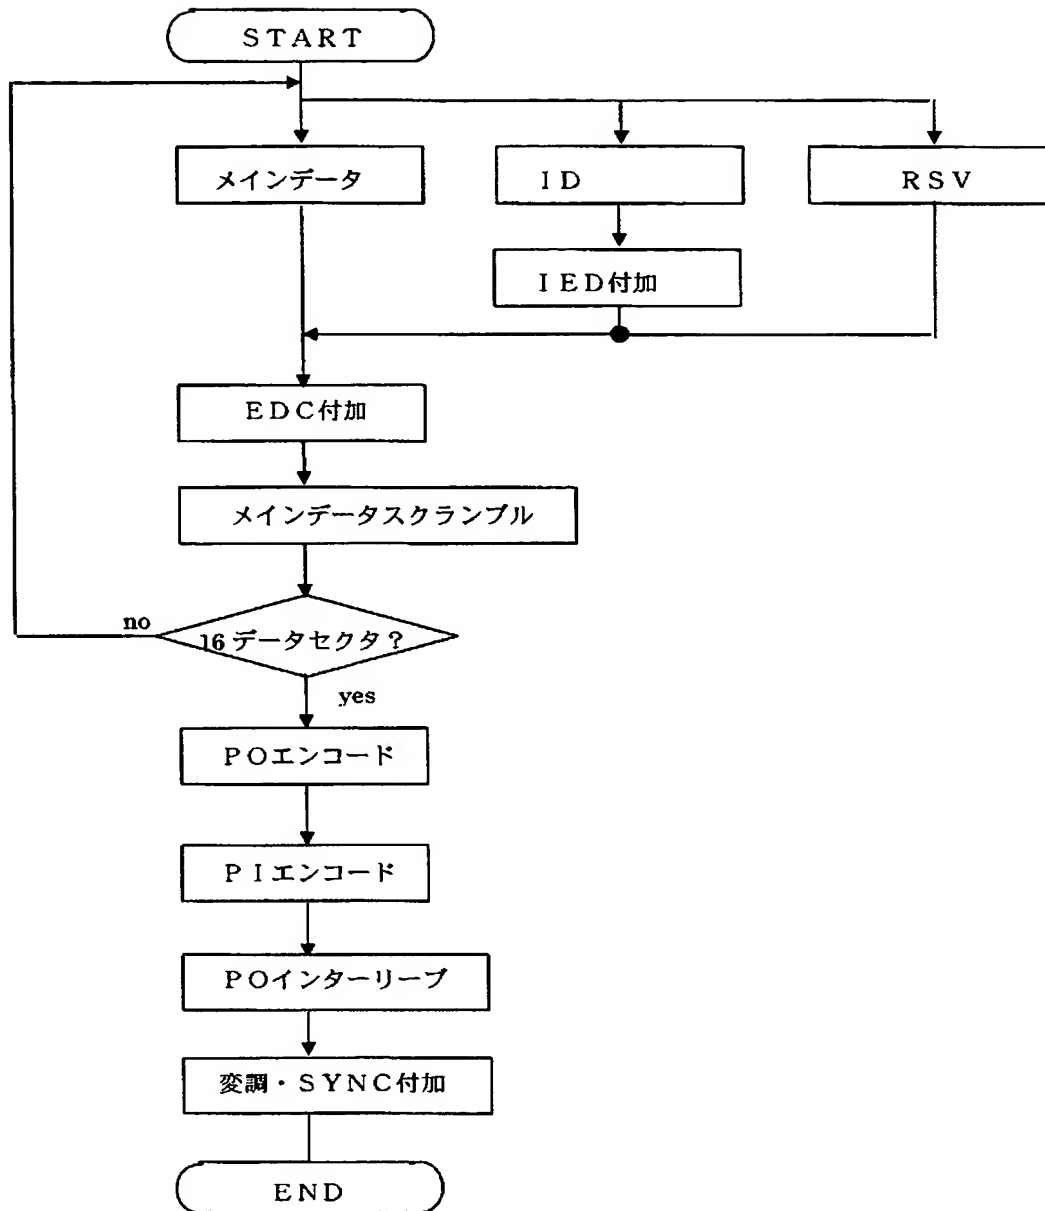 ＳＴＡＲＴ
メインデータ
ＩＤ
ＲＳＶ
ＩＥＤ付加
ＥＤＣ付加
メインデータスクランブル
no
16データセクタ？
yes
ＰＯエンコード
ＰＩエンコード
ＰＯインターリーブ
変調・ＳＹＮＣ付加
ＥＮＤ